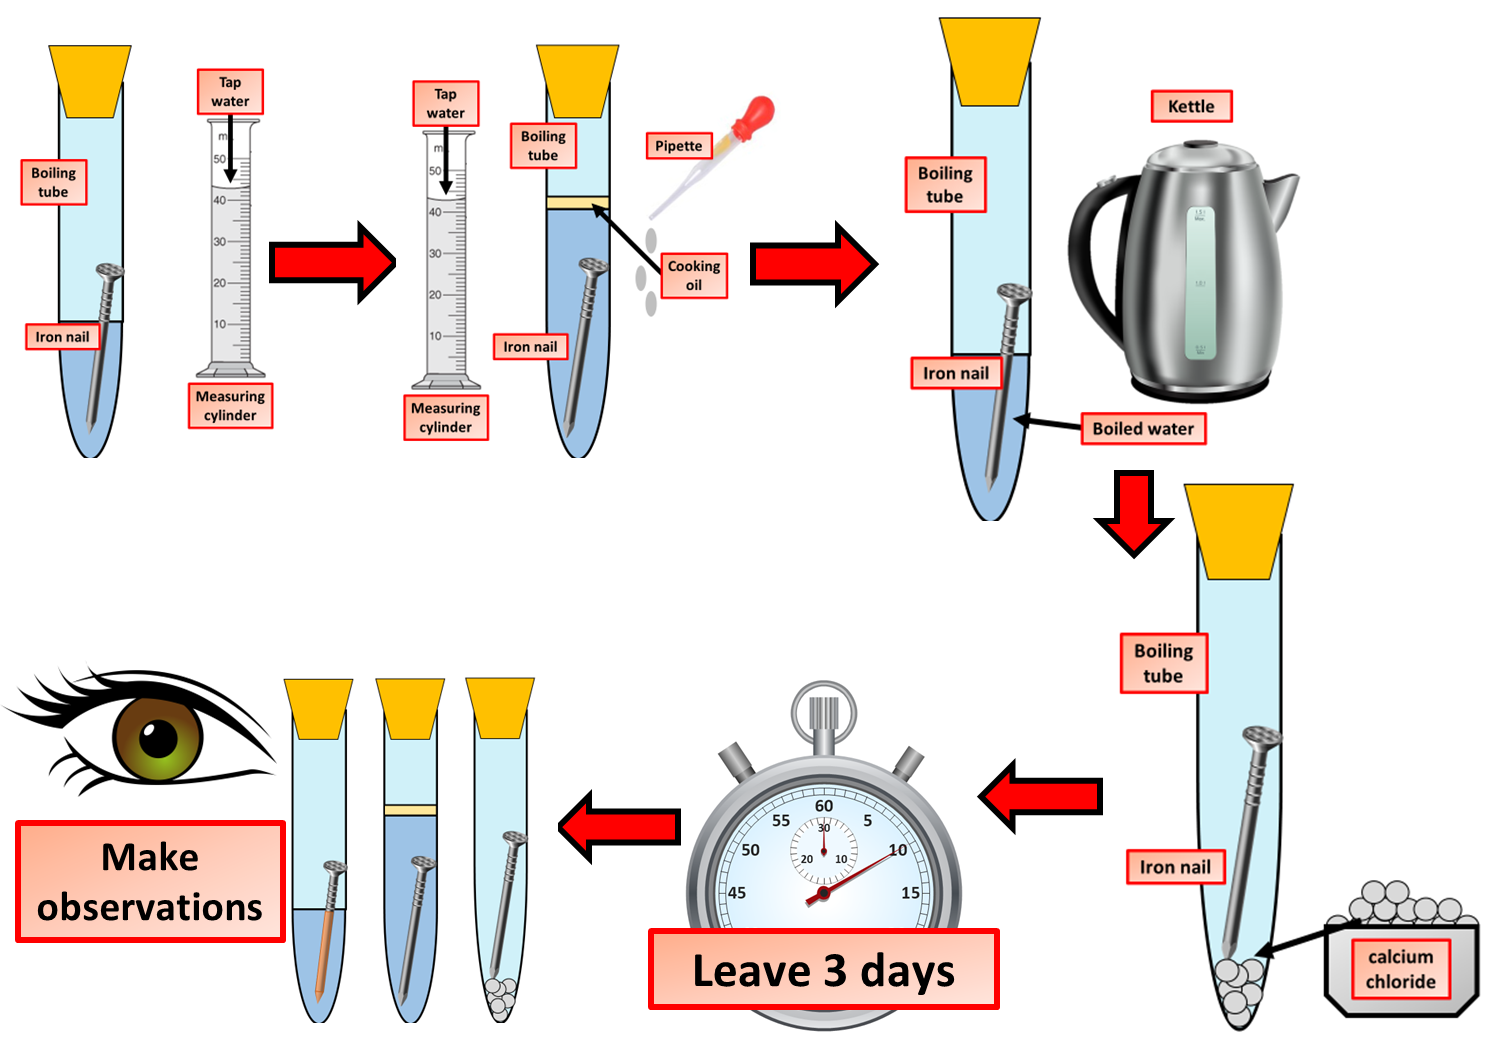 Tap
water
m
50
40
30
20
10
Boiling
tube
Iron nail
Measuring
cylinder
Tap
water
m
50
40
30
20
10
Measuring
cylinder
Boiling
tube
Pipette
Cooking
oil
Iron nail
Boiling
tube
Kettle
Iron nail
Boiled water
Boiling
tube
Iron nail
calcium
chloride
60
55
5
50
10
45
15
30
20
10
Leave 3 days
Make
observations